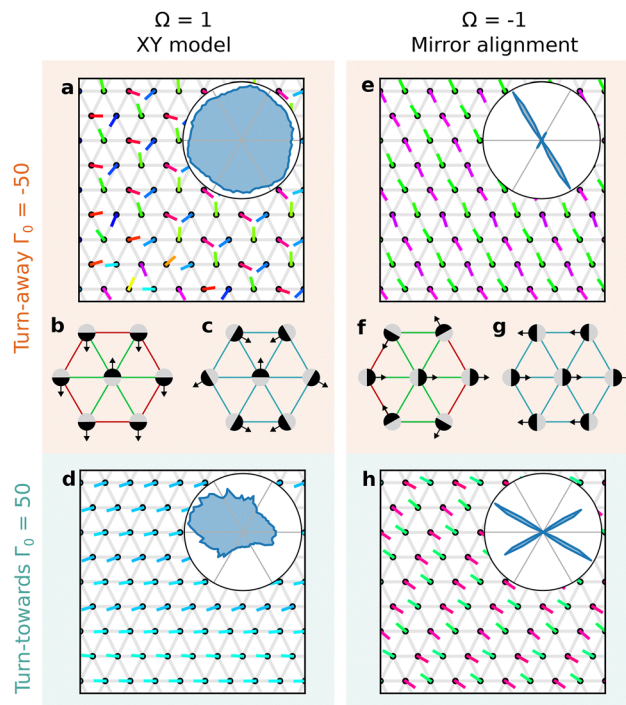 Ω = 1
XY model
Ω = -1
Mirror alignment
Turn-away Γ₀ = -50
a
e
b
c
f
g
Turn-towards Γ₀ = 50
d
h